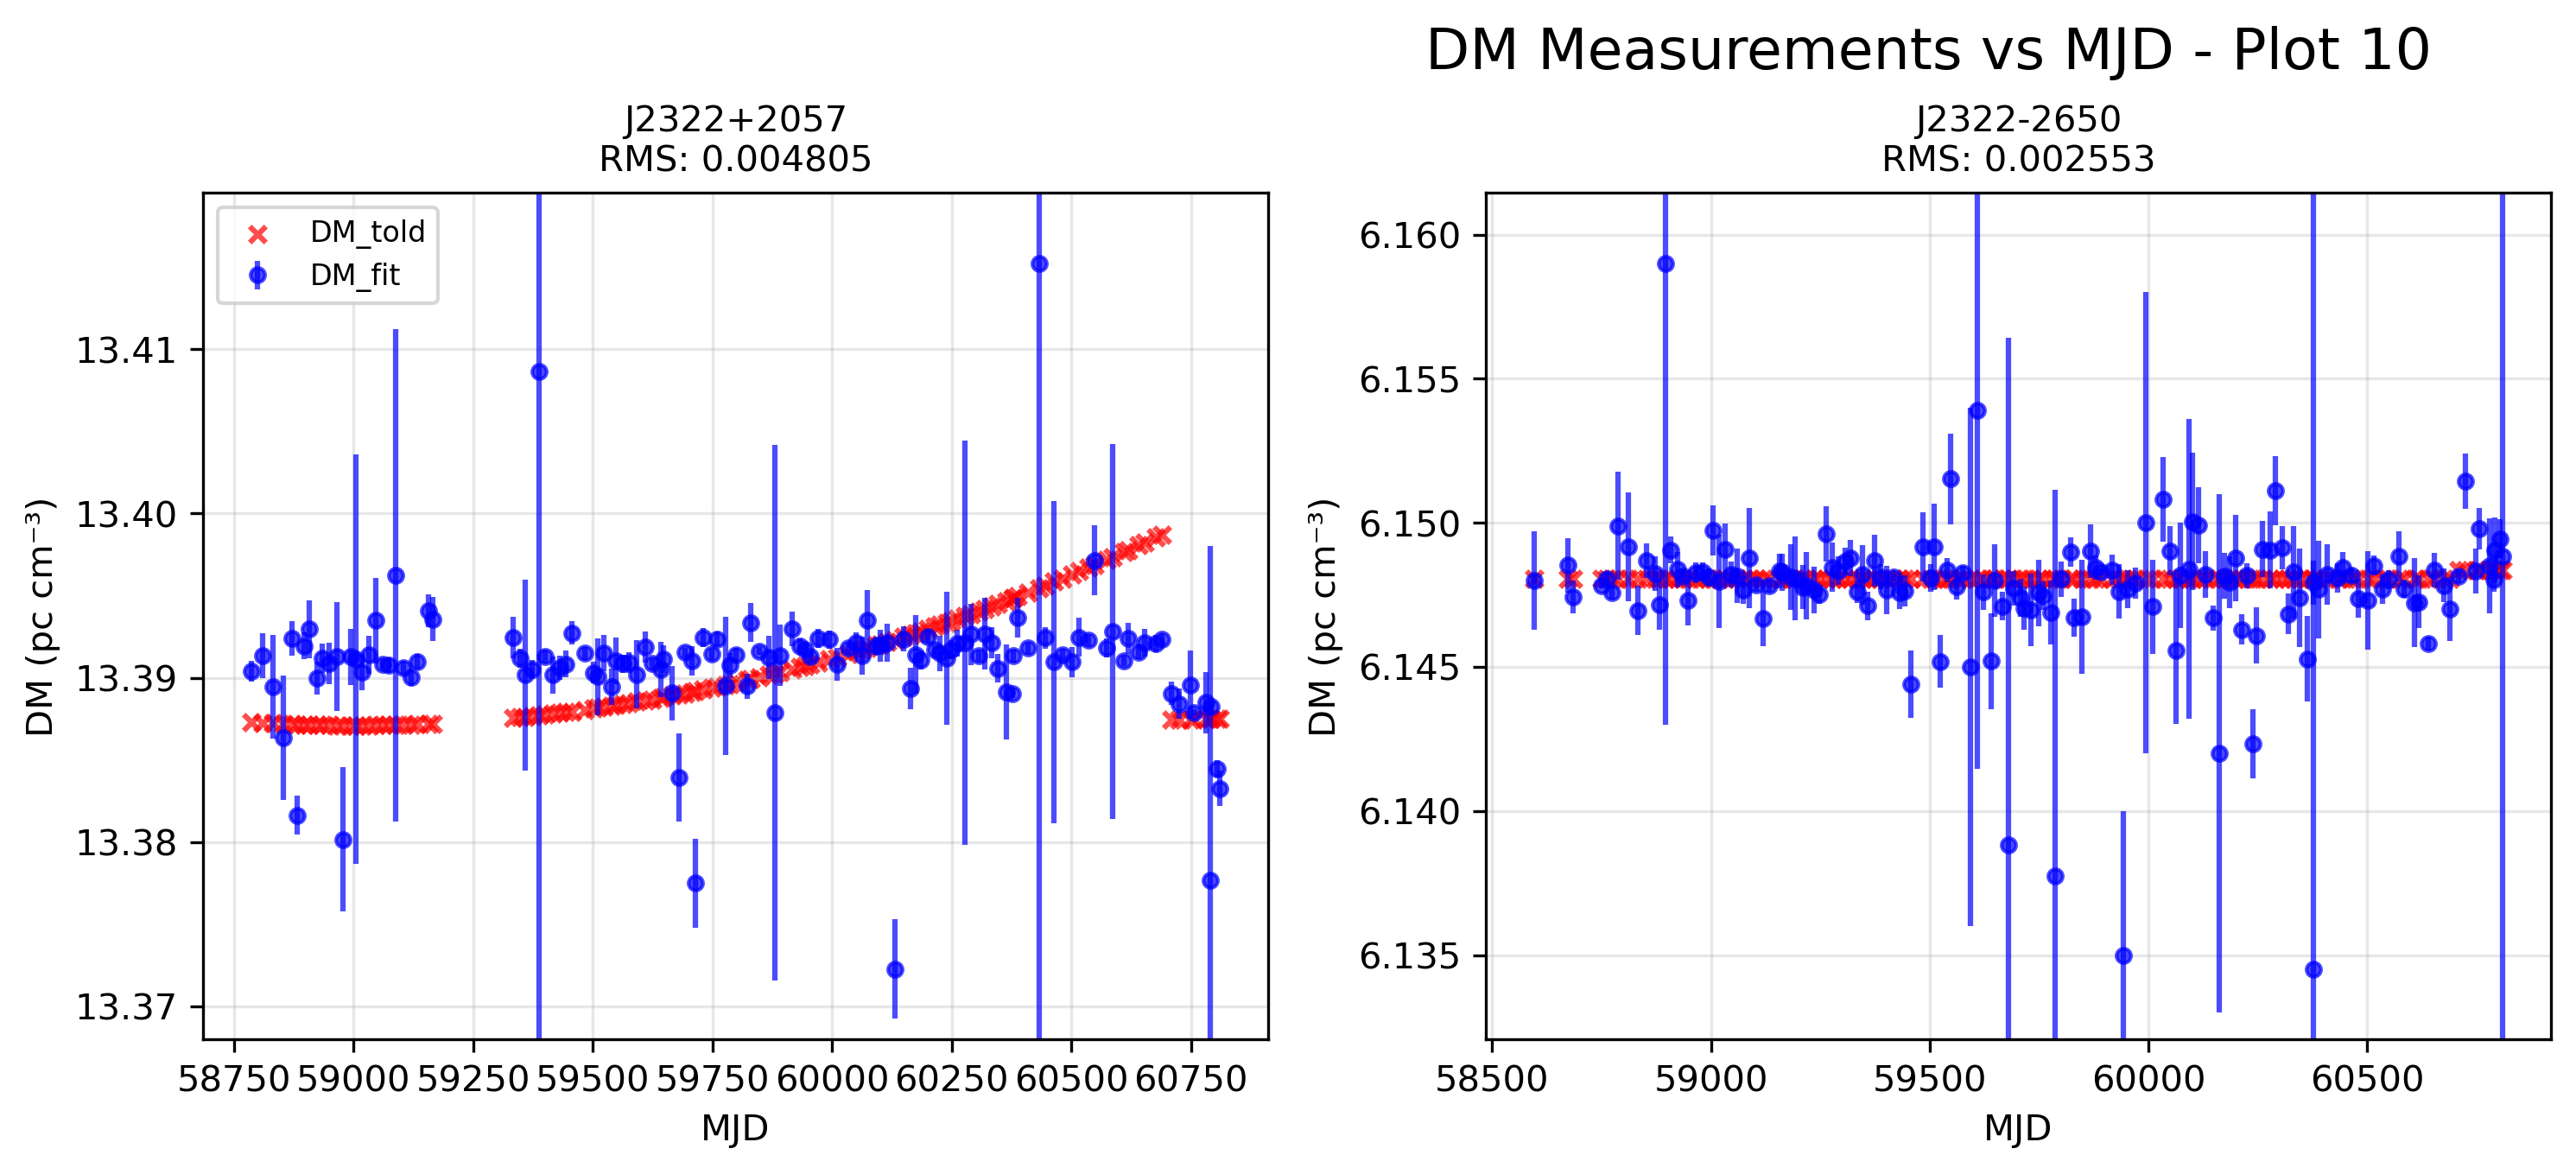 DM Measurements vs MJD - Plot 10
J2322+2057
RMS: 0.004805
DM_told
DM_fit
DM (pc cm⁻³)
13.41
13.40
13.39
13.38
13.37
58750 59000 59250 59500 59750 60000 60250 60500 60750
MJD
J2322-2650
RMS: 0.002553
DM (pc cm⁻³)
6.160
6.155
6.150
6.145
6.140
6.135
58500 59000 59500 60000 60500
MJD